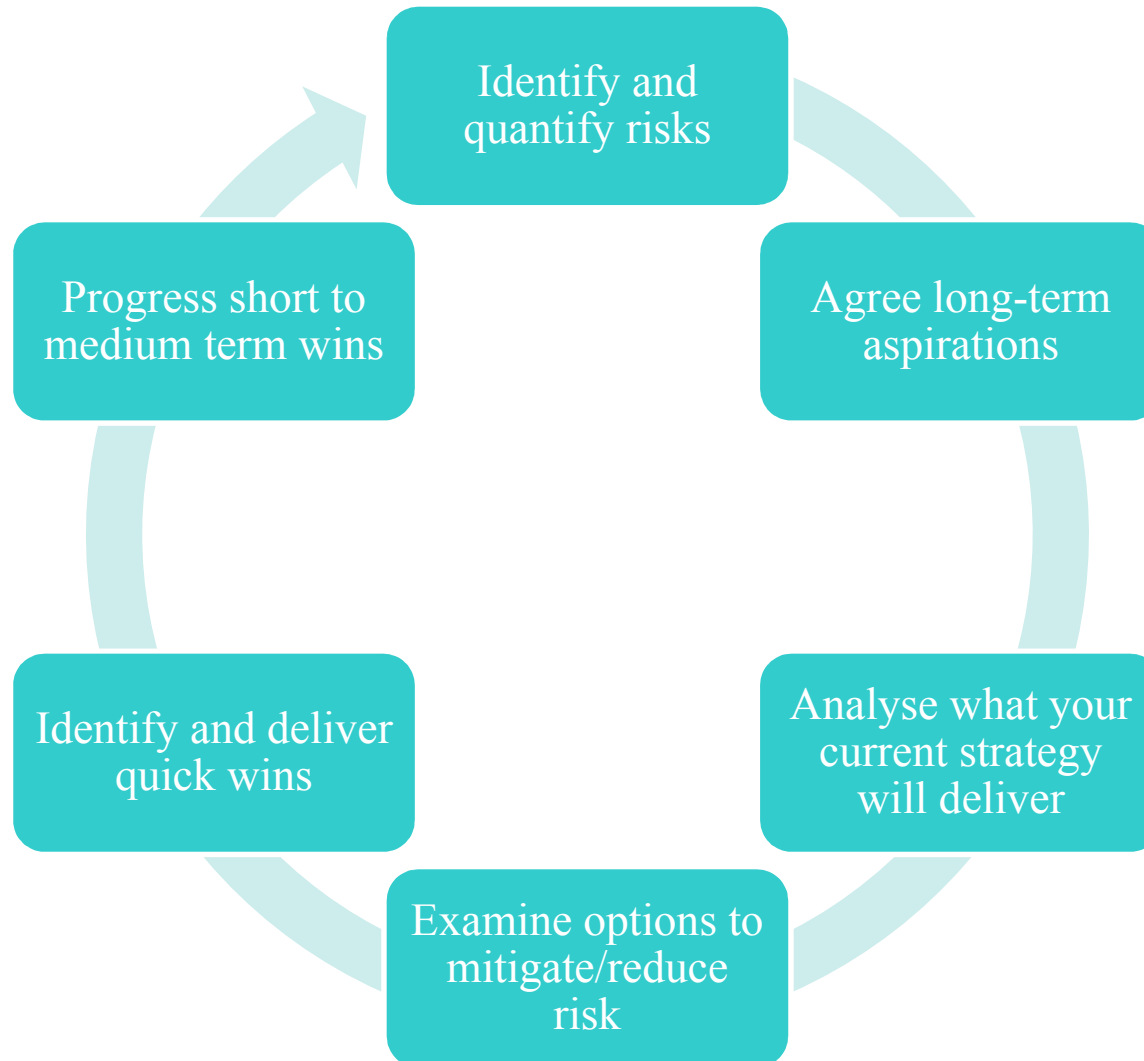 Identify and
quantify risks
Agree long-term
aspirations
Analyse what your
current strategy
will deliver
Examine options to
mitigate/reduce
risk
Identify and deliver
quick wins
Progress short to
medium term wins